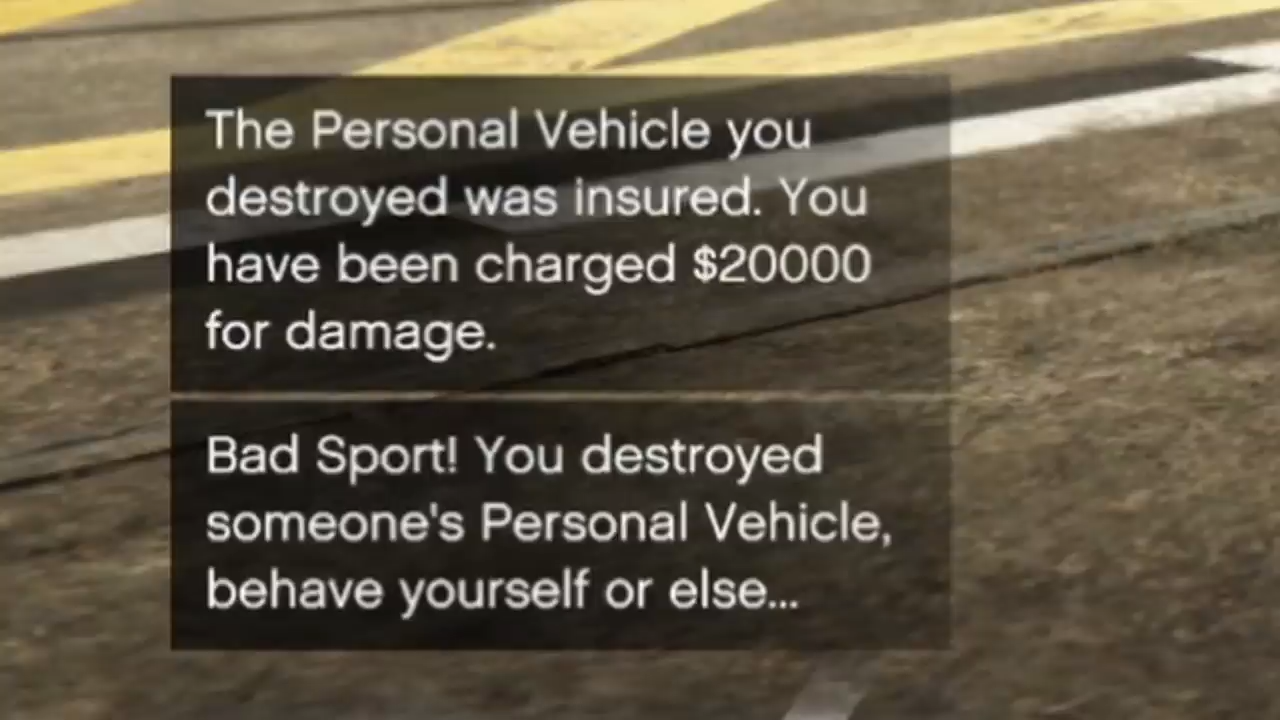 The Personal Vehicle you
destroyed was insured. You
have been charged $20000
for damage.
Bad Sport! You destroyed
someone's Personal Vehicle,
behave yourself or else...